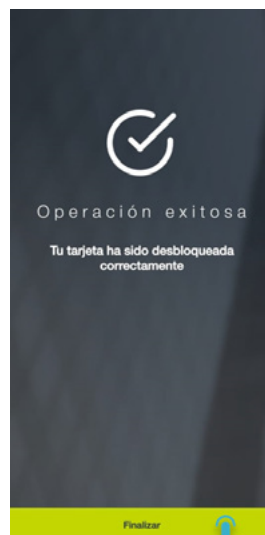 Operación exitosa
Tu tarjeta ha sido desbloqueada
correctamente
Finalizar